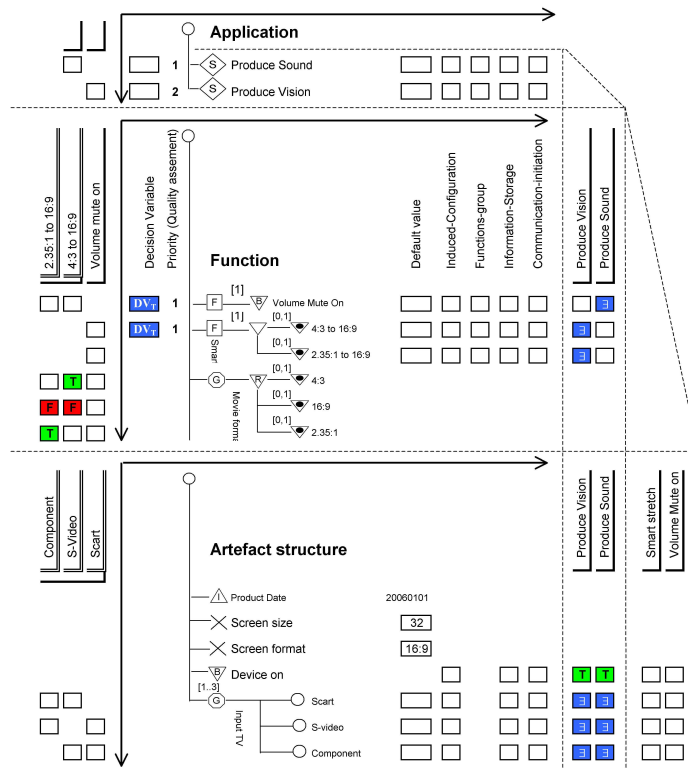 Application
1 S Produce Sound
2 S Produce Vision
2.35:1 to 16:9
4:3 to 16:9
Volume mute on
Decision Variable
Priority (Quality assement)
Function
Default value
Induced-Configuration
Functions-group
Information-Storage
Communication-initiation
Produce Vision
Produce Sound
DV_T 1 F [1] B Volume Mute On Ǝ
DV_T 1 F [1] [0,1] 4:3 to 16:9 Ǝ
Smar
[0,1] 2.35:1 to 16:9 Ǝ
T G R [0,1] 4:3
Movie forma
F F [0,1] 16:9
T [0,1] 2.35:1
Component
S-Video
Scart
Artefact structure
Produce Vision
Produce Sound
Smart stretch
Volume Mute on
I Product Date 20060101
Screen size 32
Screen format 16:9
B Device on T T
[1..3]
G Scart Ǝ Ǝ
Input TV
S-video Ǝ Ǝ
Component Ǝ Ǝ